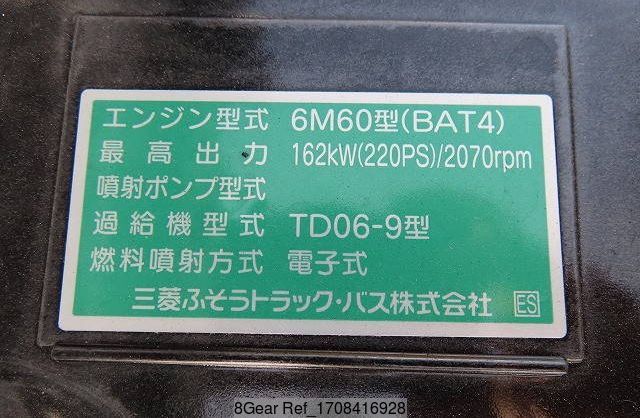 エンジン型式 6M60型(BAT4)
最高出力 162kW(220PS)/2070rpm
噴射ポンプ型式
過給機型式 TD06-9型
燃料噴射方式 電子式
三菱ふそうトラック・バス株式会社 ES
8Gear Ref_1708416928